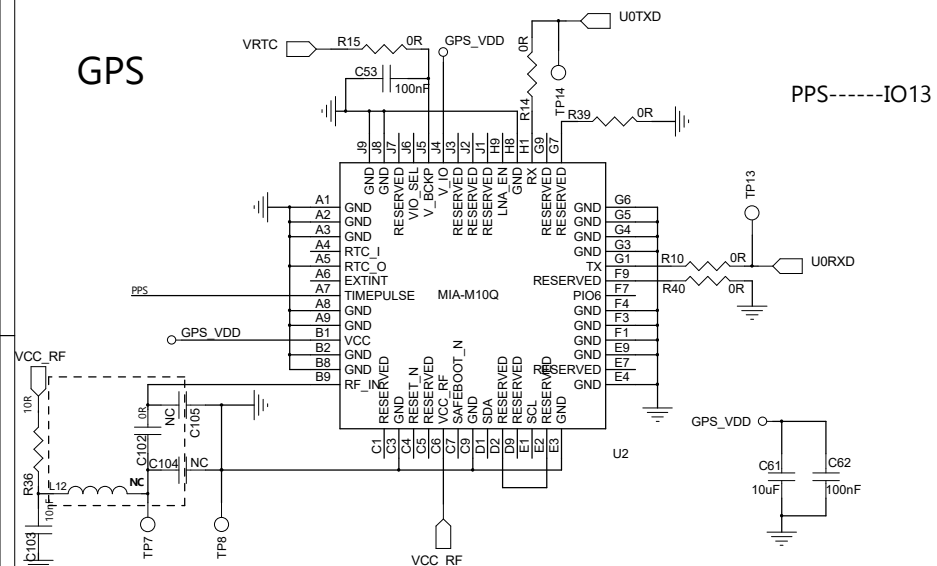 GPS
PPS------IO13
U0TXD
VRTC
R15
0R
GPS_VDD
C53
100nF
0R
R14
TP14
R39
0R
J9
J8
J7
J6
J5
J4
J3
J2
J1
H9
H8
H1
G9
G7
GND
GND
RESERVED
VIO_SEL
V_BCKP
V_IO
RESERVED
RESERVED
RESERVED
LNA_EN
GND
RX
RESERVED
RESERVED
A1 GND
A2 GND
A3 GND
A4 RTC_I
A5 RTC_O
A6 EXTINT
PPS
A7 TIMEPULSE
A8 GND
A9 GND
GPS_VDD
B1 VCC
B2 GND
B8 GND
B9 RF_IN
MIA-M10Q
GND G6
GND G5
GND G4
GND G3
TX G1
RESERVED F9
PIO6 F7
GND F4
GND F3
GND F1
GND E9
RESERVED E7
GND E4
TP13
R10
0R
U0RXD
R40
0R
RESERVED
GND
RESET_N
RESERVED
VCC_RF
SAFEBOOT_N
GND
SDA
RESERVED
RESERVED
SCL
RESERVED
GND
C1
C3
C4
C5
C6
C7
C9
D1
D2
D9
E1
E2
E3
U2
VCC_RF
10R
R36
L12
NC
10nF
C103
0R
C102
NC
C105
C104
NC
TP7
TP8
VCC_RF
GPS_VDD
C61
10uF
C62
100nF